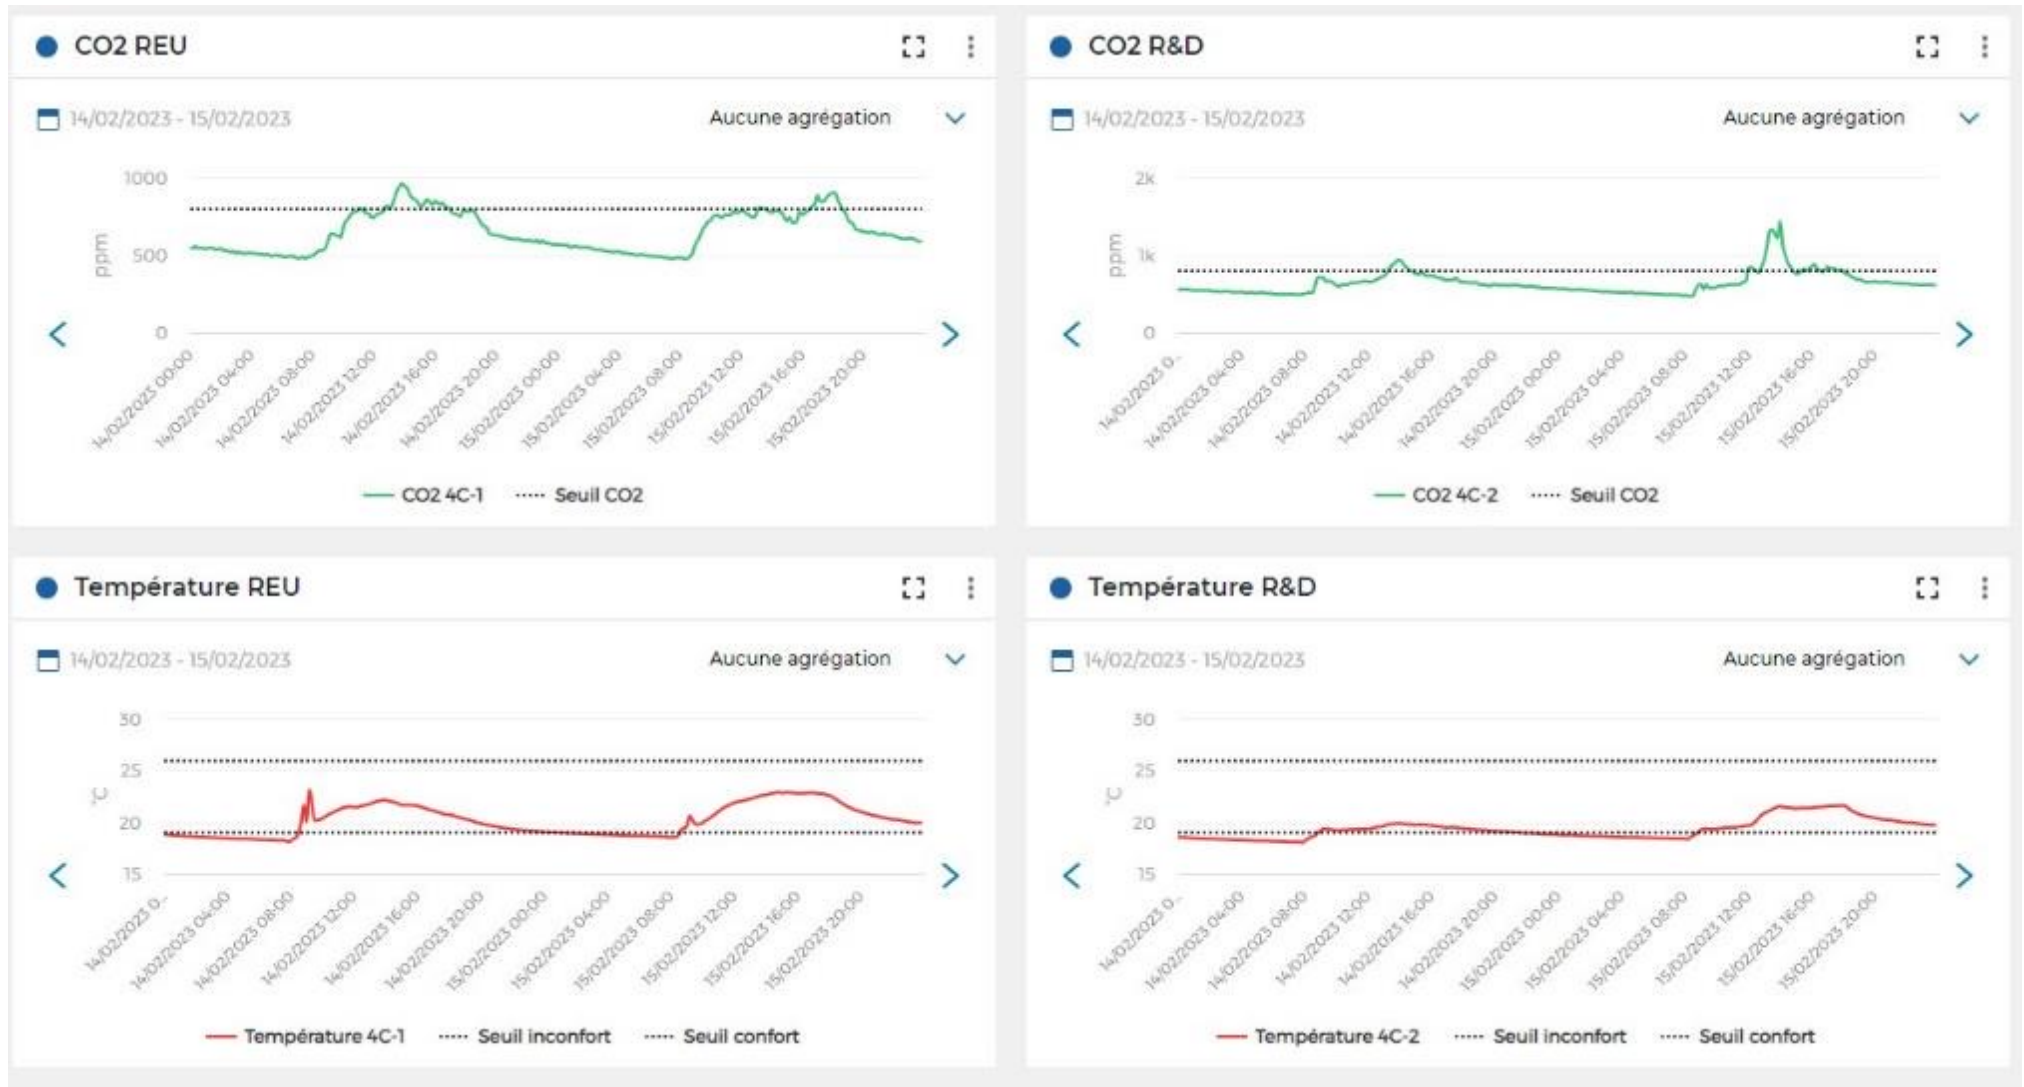 CO2 REU
14/02/2023 - 15/02/2023
Aucune agrégation
1000
500
0
ppm
14/02/2023 00:00
14/02/2023 04:00
14/02/2023 08:00
14/02/2023 12:00
14/02/2023 16:00
14/02/2023 20:00
15/02/2023 00:00
15/02/2023 04:00
15/02/2023 08:00
15/02/2023 12:00
15/02/2023 16:00
15/02/2023 20:00
CO2 4C-1 Seuil CO2
CO2 R&D
14/02/2023 - 15/02/2023
Aucune agrégation
2k
1k
0
ppm
14/02/2023 0...
14/02/2023 04:00
14/02/2023 08:00
14/02/2023 12:00
14/02/2023 16:00
14/02/2023 20:00
15/02/2023 00:00
15/02/2023 04:00
15/02/2023 08:00
15/02/2023 12:00
15/02/2023 16:00
15/02/2023 20:00
CO2 4C-2 Seuil CO2
Température REU
14/02/2023 - 15/02/2023
Aucune agrégation
30
25
20
15
°C
14/02/2023 0...
14/02/2023 04:00
14/02/2023 08:00
14/02/2023 12:00
14/02/2023 16:00
14/02/2023 20:00
15/02/2023 00:00
15/02/2023 04:00
15/02/2023 08:00
15/02/2023 12:00
15/02/2023 16:00
15/02/2023 20:00
Température 4C-1 Seuil inconfort Seuil confort
Température R&D
14/02/2023 - 15/02/2023
Aucune agrégation
30
25
20
15
°C
14/02/2023 0...
14/02/2023 04:00
14/02/2023 08:00
14/02/2023 12:00
14/02/2023 16:00
14/02/2023 20:00
15/02/2023 00:00
15/02/2023 04:00
15/02/2023 08:00
15/02/2023 12:00
15/02/2023 16:00
15/02/2023 20:00
Température 4C-2 Seuil inconfort Seuil confort